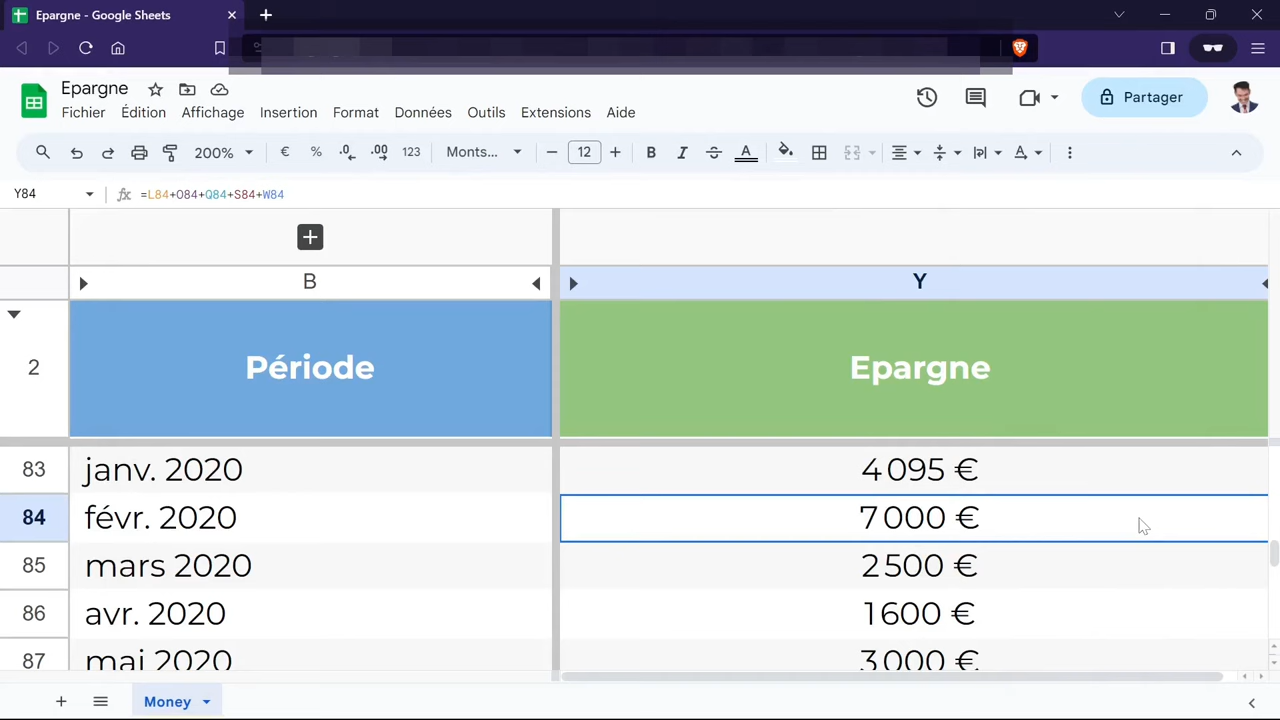 Epargne - Google Sheets
Epargne
Fichier Édition Affichage Insertion Format Données Outils Extensions Aide
Partager
200% € % .0 .00 123 Monts... 12 B I S A
Y84 fx =L84+O84+Q84+S84+W84
B Y
2 Période Epargne
83 janv. 2020 4 095 €
84 févr. 2020 7 000 €
85 mars 2020 2 500 €
86 avr. 2020 1 600 €
87 mai 2020 3 000 €
Money